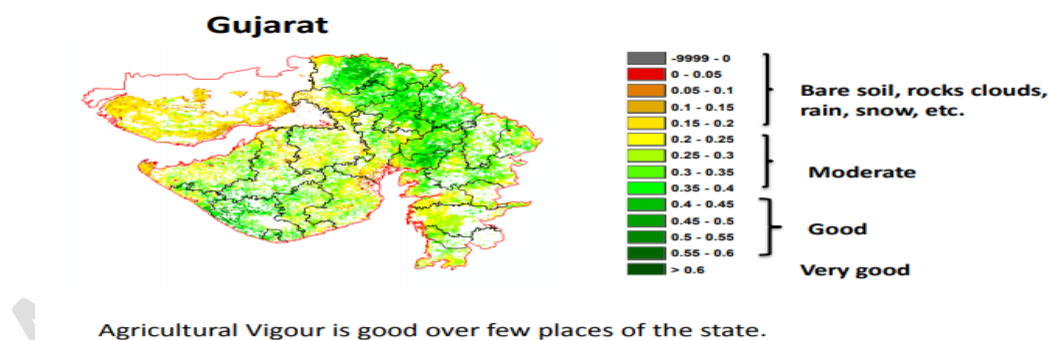 Gujarat
-9999 - 0
0 - 0.05
0.05 - 0.1
0.1 - 0.15
0.15 - 0.2
0.2 - 0.25
0.25 - 0.3
0.3 - 0.35
0.35 - 0.4
0.4 - 0.45
0.45 - 0.5
0.5 - 0.55
0.55 - 0.6
> 0.6
Bare soil, rocks clouds,
rain, snow, etc.
Moderate
Good
Very good
Agricultural Vigour is good over few places of the state.